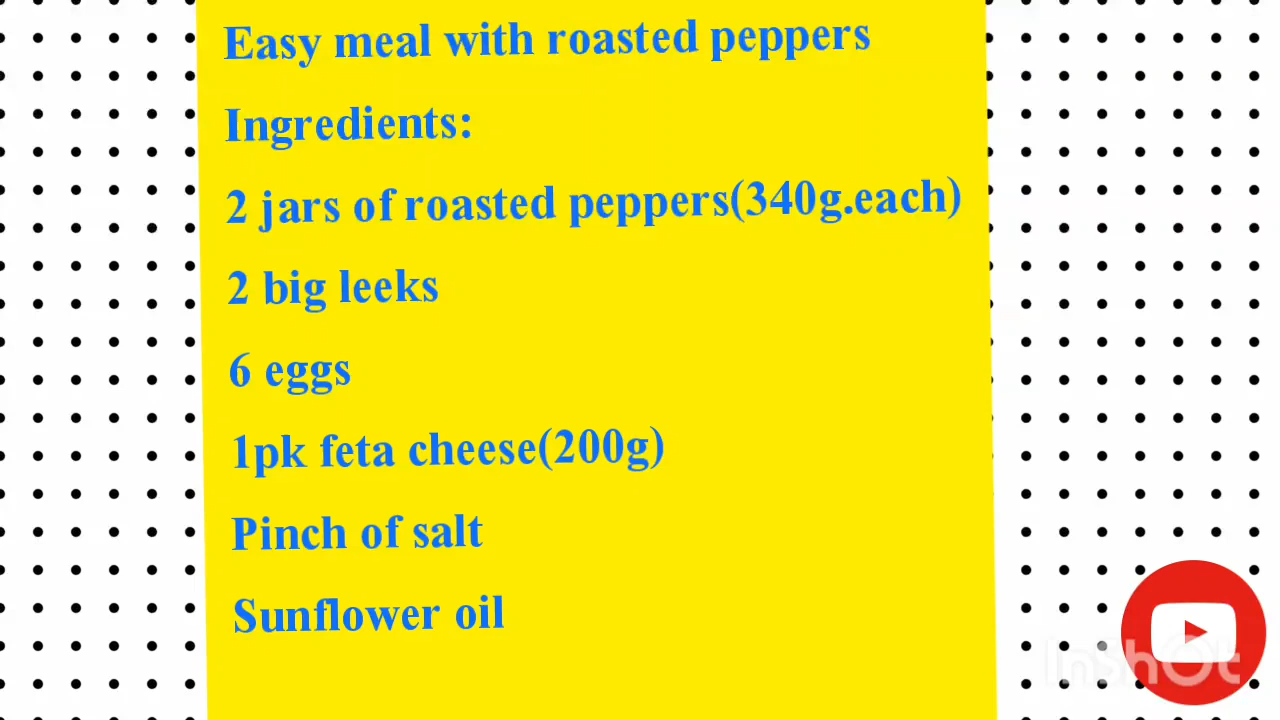 Easy meal with roasted peppers
Ingredients:
2 jars of roasted peppers(340g.each)
2 big leeks
6 eggs
1pk feta cheese(200g)
Pinch of salt
Sunflower oil
InShOt